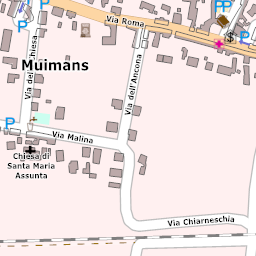 Via Roma
P
P
P
$
Via della Chiesa
Muimans
Via dell'Ancona
P
Via Malina
Chiesa di
Santa Maria
Assunta
Via Chiarneschia